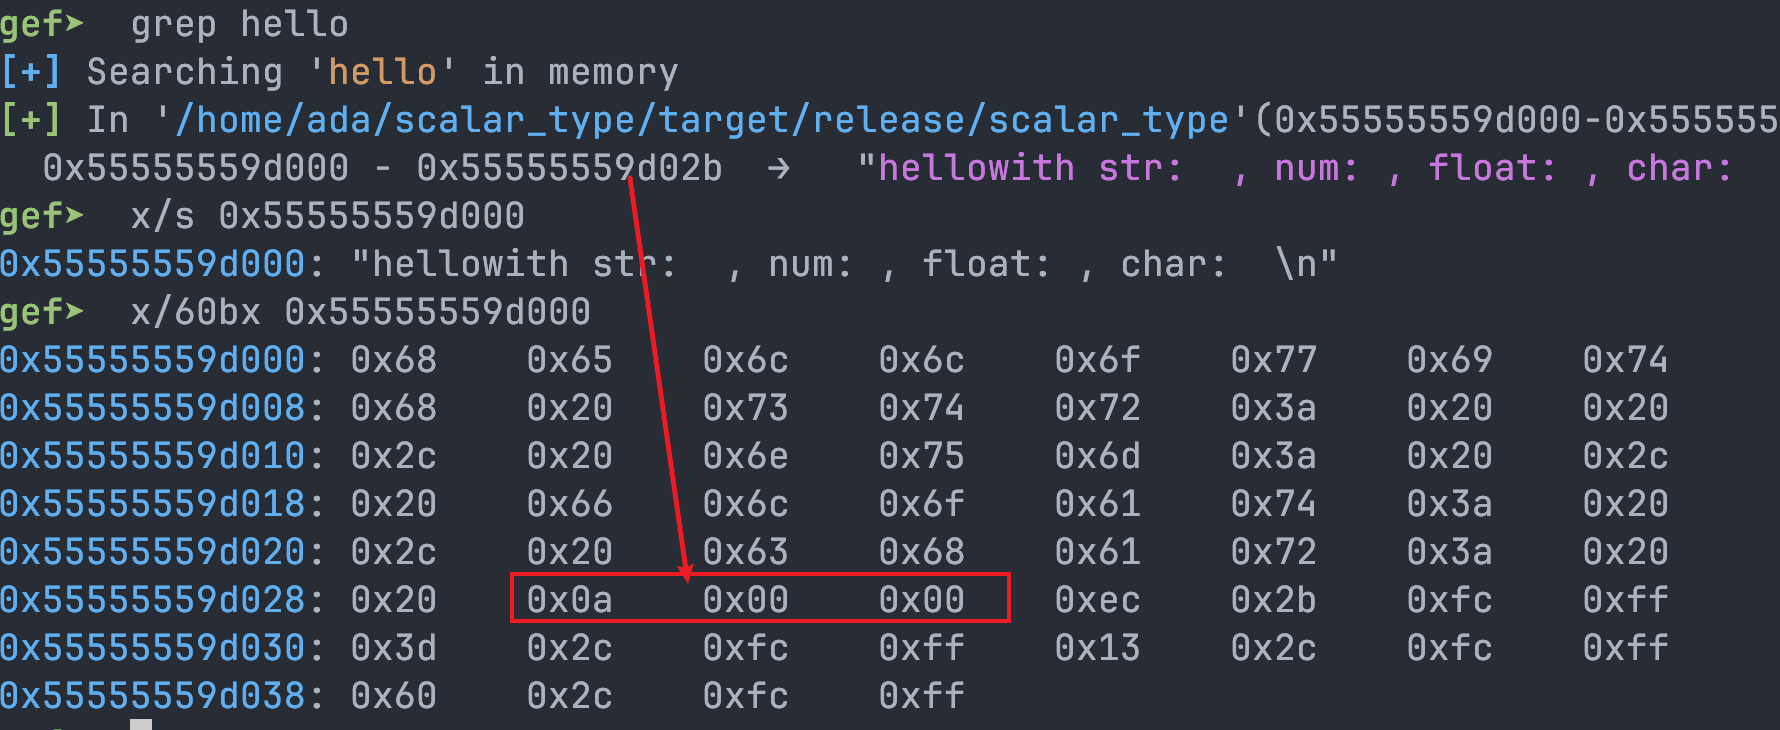 gef➤  grep hello
[+] Searching 'hello' in memory
[+] In '/home/ada/scalar_type/target/release/scalar_type'(0x55555559d000-0x555555
  0x55555559d000 - 0x55555559d02b  →   "hellowith str:  , num: , float: , char:
gef➤  x/s 0x55555559d000
0x55555559d000: "hellowith str:  , num: , float: , char:  \n"
gef➤  x/60bx 0x55555559d000
0x55555559d000: 0x68    0x65    0x6c    0x6c    0x6f    0x77    0x69    0x74
0x55555559d008: 0x68    0x20    0x73    0x74    0x72    0x3a    0x20    0x20
0x55555559d010: 0x2c    0x20    0x6e    0x75    0x6d    0x3a    0x20    0x2c
0x55555559d018: 0x20    0x66    0x6c    0x6f    0x61    0x74    0x3a    0x20
0x55555559d020: 0x2c    0x20    0x63    0x68    0x61    0x72    0x3a    0x20
0x55555559d028: 0x20    0x0a    0x00    0x00    0xec    0x2b    0xfc    0xff
0x55555559d030: 0x3d    0x2c    0xfc    0xff    0x13    0x2c    0xfc    0xff
0x55555559d038: 0x60    0x2c    0xfc    0xff